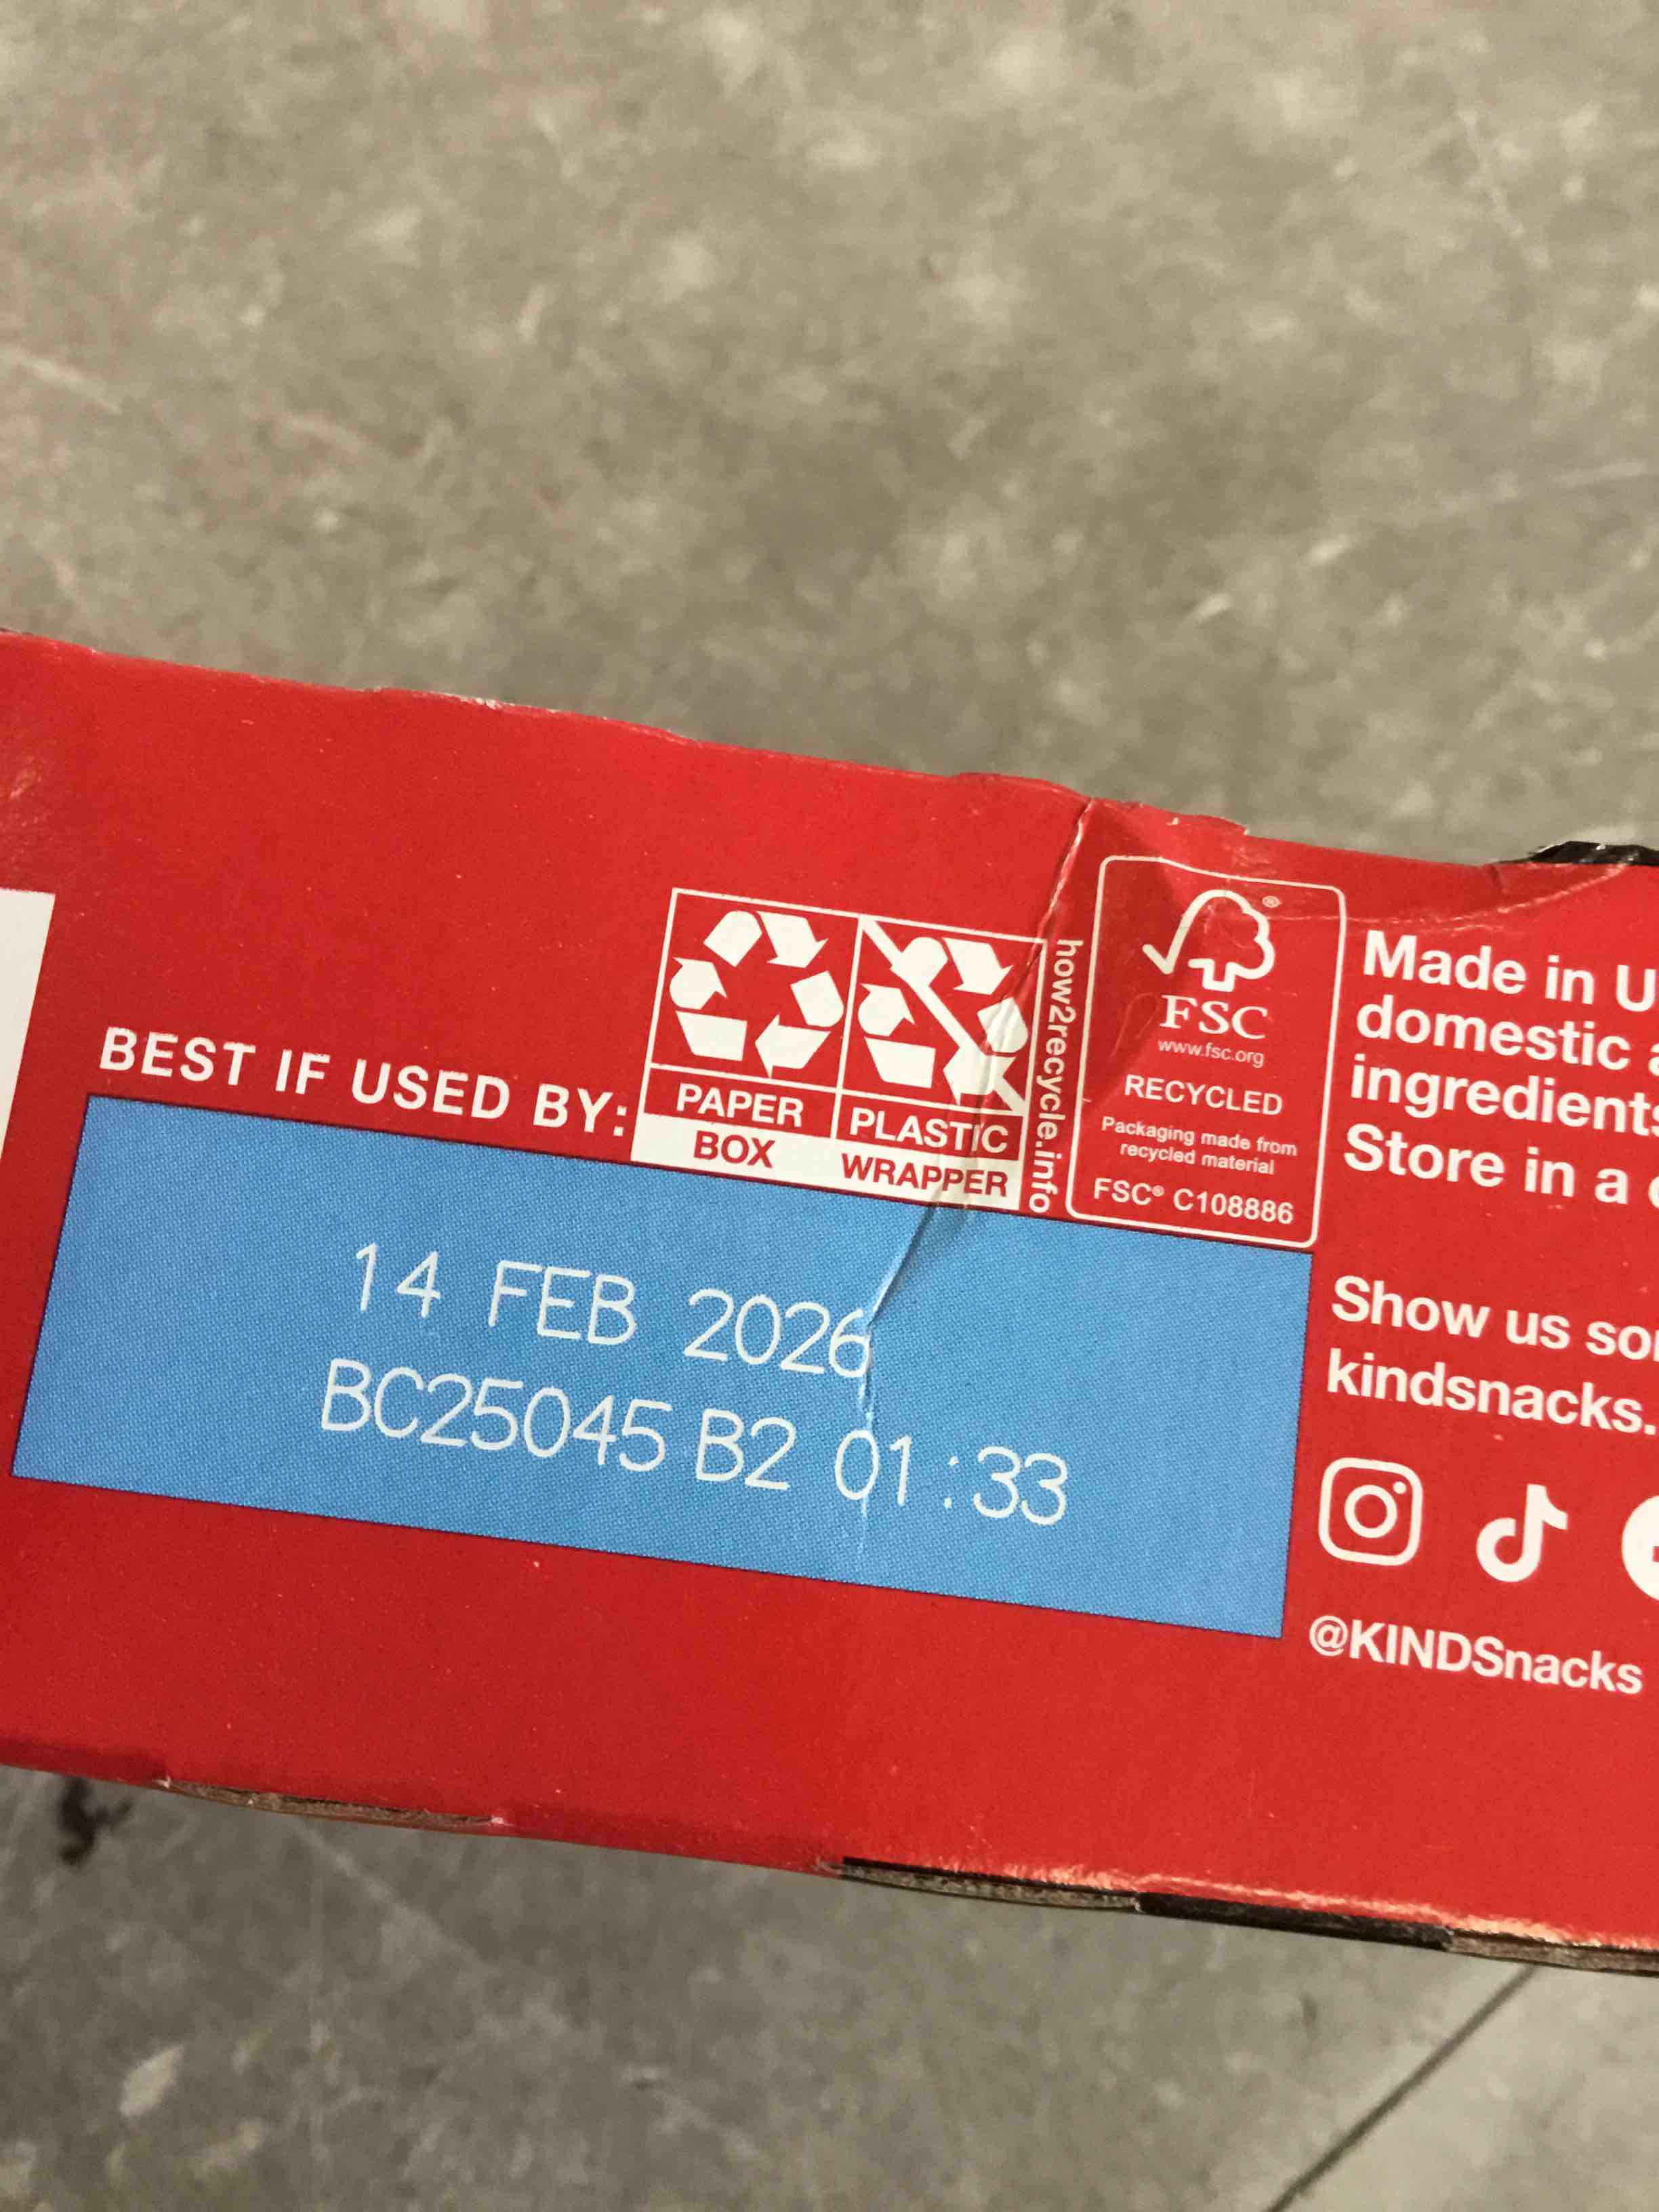 BEST IF USED BY:
14 FEB 2026
BC25045 B2 01:33
PAPER
BOX
PLASTIC
WRAPPER
how2recycle.info
FSC®
www.fsc.org
RECYCLED
Packaging made from
recycled material
FSC® C108886
Made in
domestic
ingredients
Store in a
Show us
kindsnacks.
@KINDSnacks